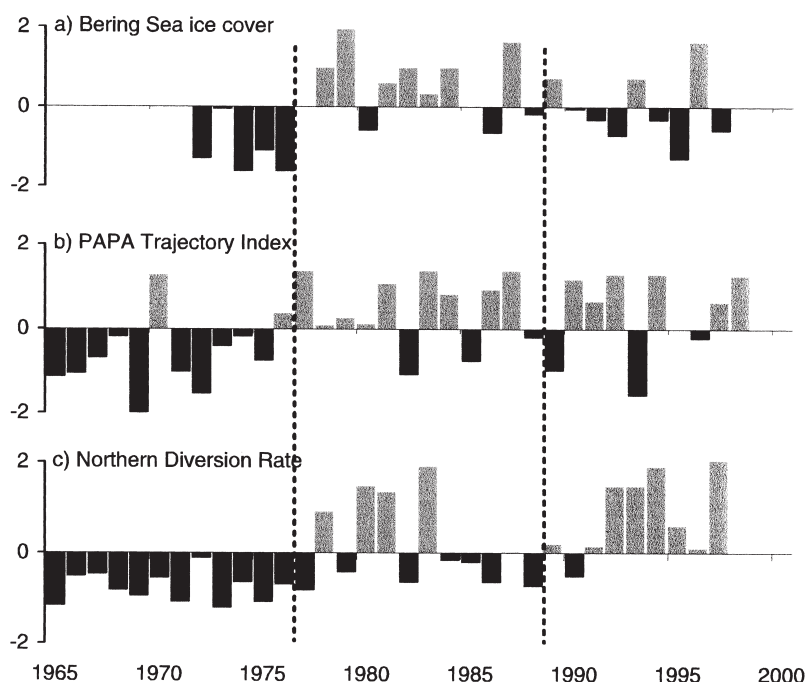 a) Bering Sea ice cover
2
0
-2
b) PAPA Trajectory Index
2
0
-2
c) Northern Diversion Rate
2
0
-2
1965 1970 1975 1980 1985 1990 1995 2000